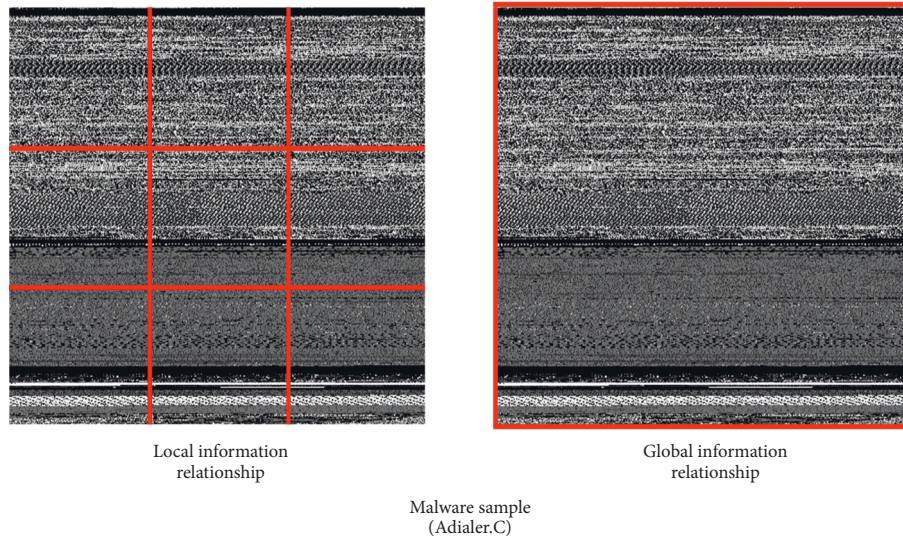 Local information
relationship
Global information
relationship
Malware sample
(Adialer.C)